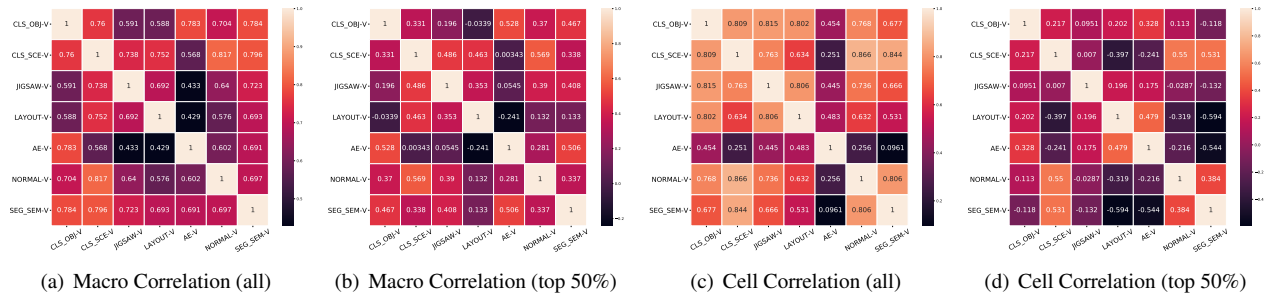 CLS_OBJ-V 1 0.76 0.591 0.588 0.783 0.704 0.784
CLS_SCE-V 0.76 1 0.738 0.752 0.568 0.817 0.796
JIGSAW-V 0.591 0.738 1 0.692 0.433 0.64 0.723
LAYOUT-V 0.588 0.752 0.692 1 0.429 0.576 0.693
AE-V 0.783 0.568 0.433 0.429 1 0.602 0.691
NORMAL-V 0.704 0.817 0.64 0.576 0.602 1 0.697
SEG_SEM-V 0.784 0.796 0.723 0.693 0.691 0.697 1
CLS_OBJ-V CLS_SCE-V JIGSAW-V LAYOUT-V AE-V NORMAL-V SEG_SEM-V
(a) Macro Correlation (all)
CLS_OBJ-V 1 0.331 0.196 -0.0339 0.528 0.37 0.467
CLS_SCE-V 0.331 1 0.486 0.463 0.00343 0.569 0.338
JIGSAW-V 0.196 0.486 1 0.353 0.0545 0.39 0.408
LAYOUT-V -0.0339 0.463 0.353 1 -0.241 0.132 0.133
AE-V 0.528 0.00343 0.0545 -0.241 1 0.281 0.506
NORMAL-V 0.37 0.569 0.39 0.132 0.281 1 0.337
SEG_SEM-V 0.467 0.338 0.408 0.133 0.506 0.337 1
CLS_OBJ-V CLS_SCE-V JIGSAW-V LAYOUT-V AE-V NORMAL-V SEG_SEM-V
(b) Macro Correlation (top 50%)
CLS_OBJ-V 1 0.809 0.815 0.802 0.454 0.768 0.677
CLS_SCE-V 0.809 1 0.763 0.634 0.251 0.866 0.844
JIGSAW-V 0.815 0.763 1 0.806 0.445 0.736 0.666
LAYOUT-V 0.802 0.634 0.806 1 0.483 0.632 0.531
AE-V 0.454 0.251 0.445 0.483 1 0.256 0.0961
NORMAL-V 0.768 0.866 0.736 0.632 0.256 1 0.806
SEG_SEM-V 0.677 0.844 0.666 0.531 0.0961 0.806 1
CLS_OBJ-V CLS_SCE-V JIGSAW-V LAYOUT-V AE-V NORMAL-V SEG_SEM-V
(c) Cell Correlation (all)
CLS_OBJ-V 1 0.217 0.0951 0.202 0.328 0.113 -0.118
CLS_SCE-V 0.217 1 0.007 -0.397 -0.241 0.55 0.531
JIGSAW-V 0.0951 0.007 1 0.196 0.175 -0.0287 -0.132
LAYOUT-V 0.202 -0.397 0.196 1 0.479 -0.319 -0.594
AE-V 0.328 -0.241 0.175 0.479 1 -0.216 -0.544
NORMAL-V 0.113 0.55 -0.0287 -0.319 -0.216 1 0.384
SEG_SEM-V -0.118 0.531 -0.132 -0.594 -0.544 0.384 1
CLS_OBJ-V CLS_SCE-V JIGSAW-V LAYOUT-V AE-V NORMAL-V SEG_SEM-V
(d) Cell Correlation (top 50%)